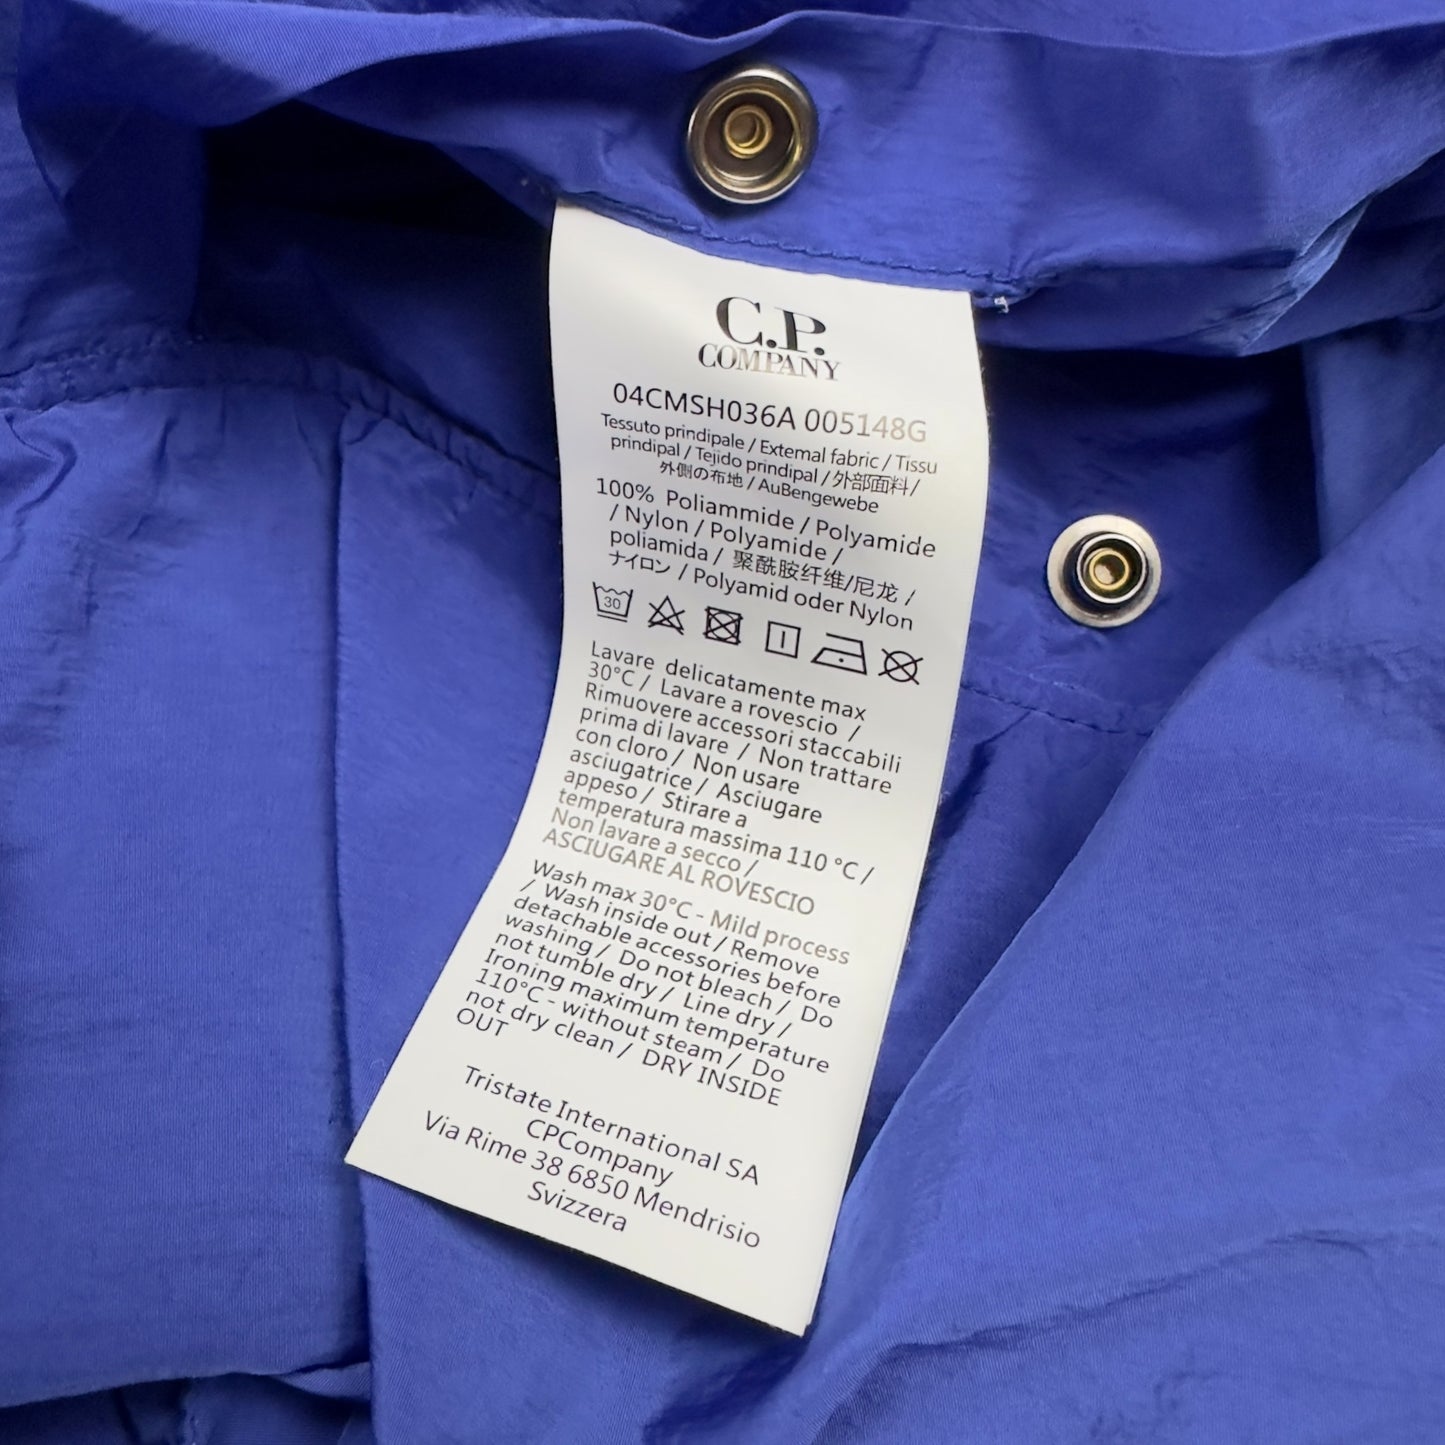 C.P.
COMPANY
04CMSH036A 005148G
Tessuto prindipale / External fabric / Tissu
prindipal / Tejido prindipal / 外部面料/
外側の布地 / AuBengewebe
100% Poliammide / Polyamide
/ Nylon / Polyamide /
poliamida / 聚酰胺纤维/尼龙 /
ナイロン / Polyamid oder Nylon
30
Lavare delicatamente max
30°C / Lavare a rovescio /
Rimuovere accessori staccabili
prima di lavare / Non trattare
con cloro / Non usare
asciugatrice / Asciugare
appeso / Stirare a
temperatura massima 110 °C /
Non lavare a secco /
ASCIUGARE AL ROVESCIO
Wash max 30°C - Mild process
/ Wash inside out / Remove
detachable accessories before
washing / Do not bleach / Do
not tumble dry / Line dry /
Ironing maximum temperature
110°C - without steam / Do
not dry clean / DRY INSIDE
OUT
Tristate International SA
CPCompany
Via Rime 38 6850 Mendrisio
Svizzera